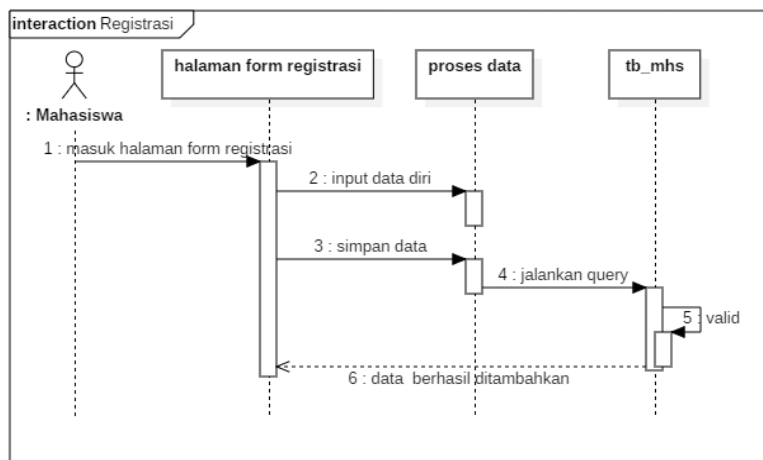 interaction Registrasi
halaman form registrasi
proses data
tb_mhs
: Mahasiswa
1 : masuk halaman form registrasi
2 : input data diri
3 : simpan data
4 : jalankan query
5 : valid
6 : data berhasil ditambahkan